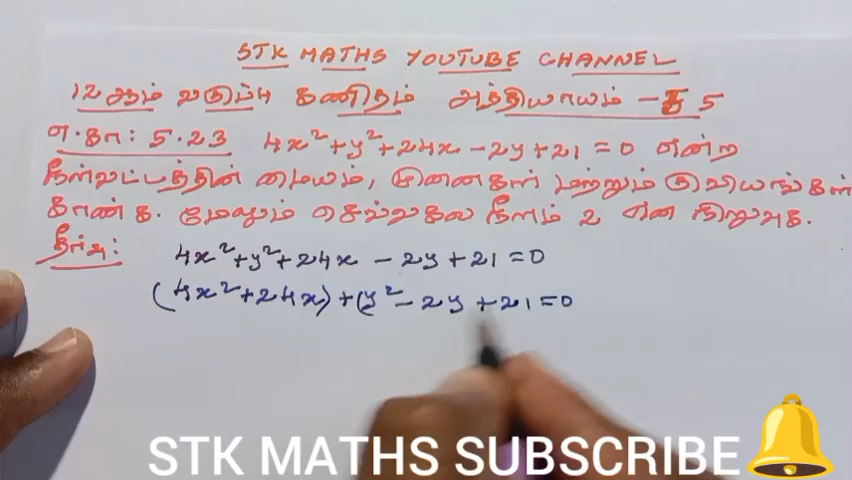 STK MATHS YOUTUBE CHANNEL
12 ஆம் வகுப்பு கணிதம் அத்தியாயம் - 5
எ.கா: 5.23 4x² + y² + 24x - 2y + 21 = 0 என்ற
நீள்வட்டத்தின் மையம், முனைகள் மற்றும் குவியங்கள்
காண்க. மேலும் செவ்வகல நீளம் 2 என நிறுவுக.
தீர்வு:
4x² + y² + 24x - 2y + 21 = 0
(4x² + 24x) + (y² - 2y + 21 = 0
STK MATHS SUBSCRIBE